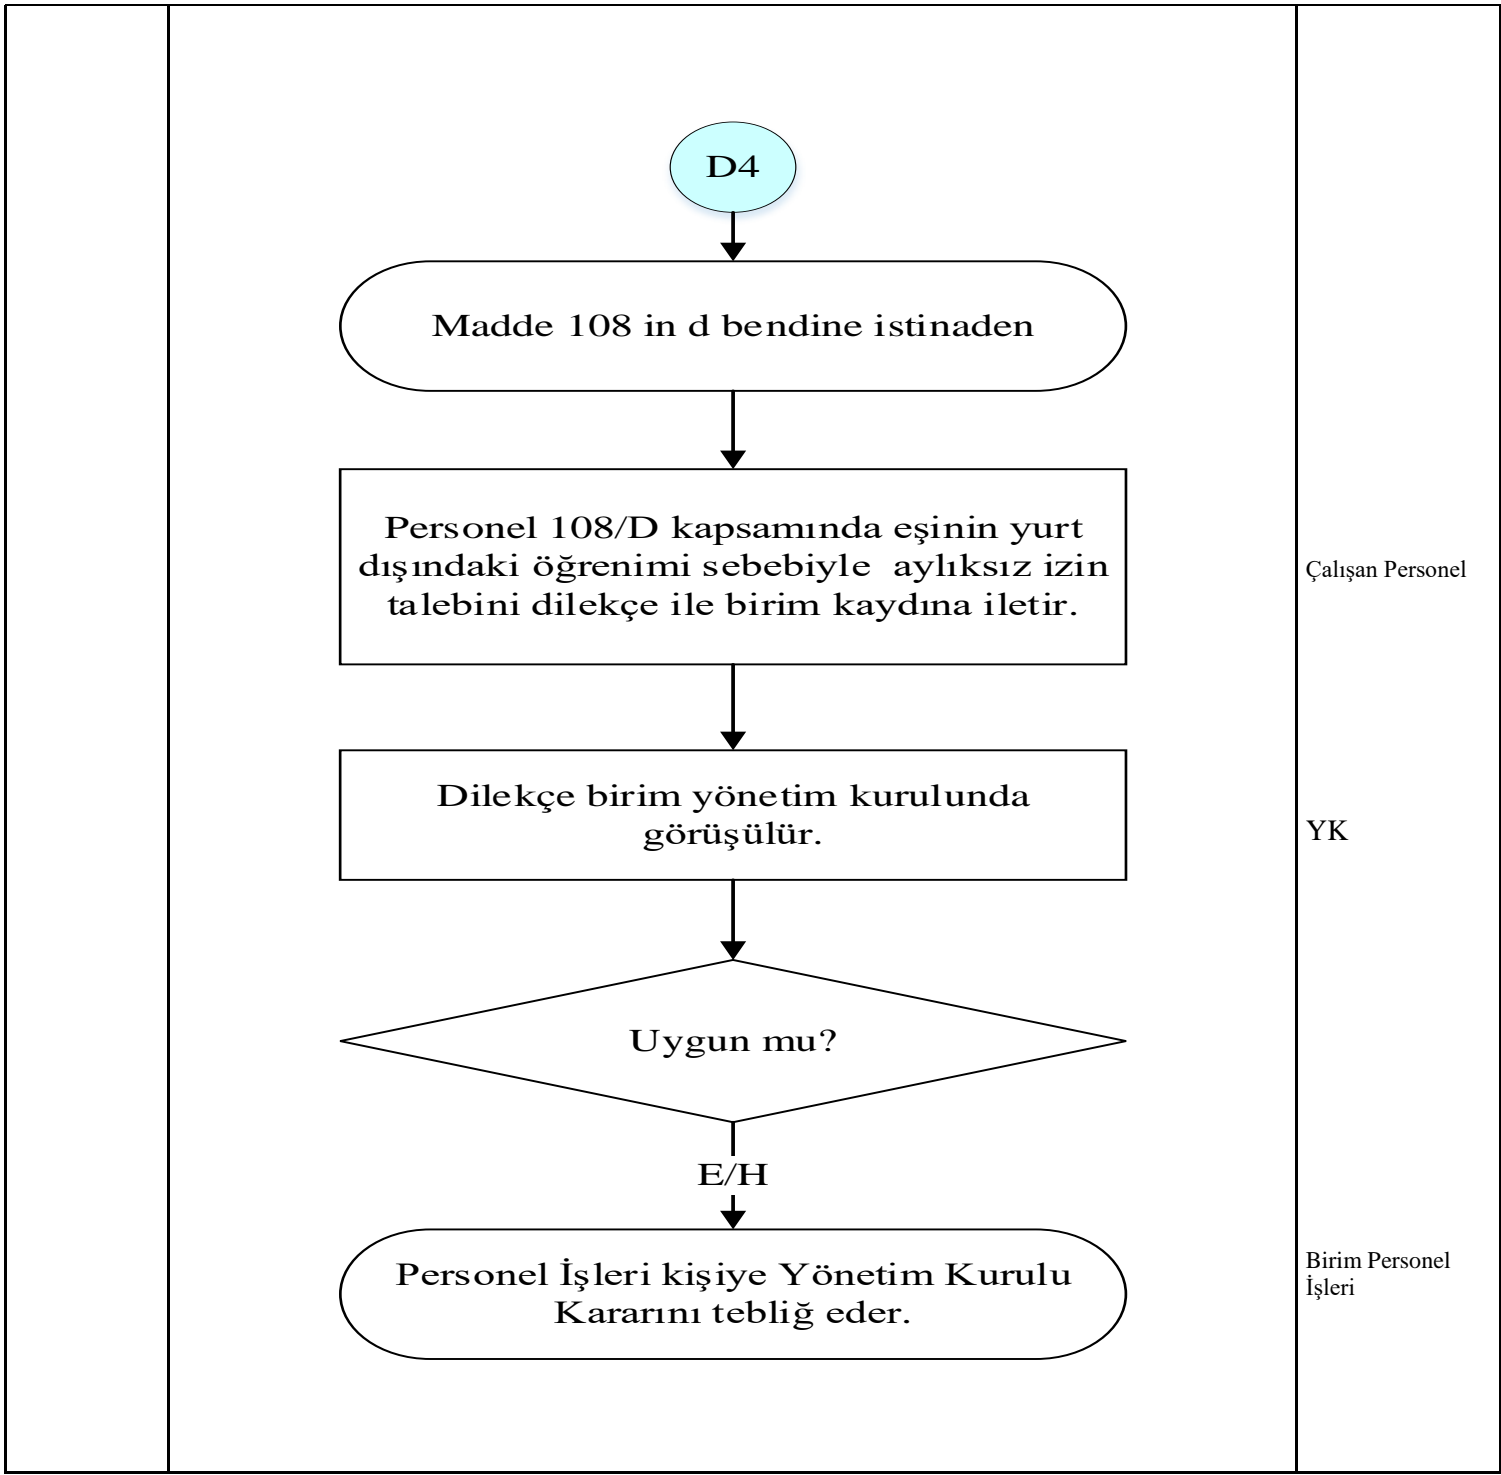 D4
Madde 108 in d bendine istinaden
Personel 108/D kapsamında eşinin yurt
dışındaki öğrenimi sebebiyle aylıksız izin
talebini dilekçe ile birim kaydına iletir.
Çalışan Personel
Dilekçe birim yönetim kurulunda
görüşülür.
YK
Uygun mu?
E/H
Personel İşleri kişiye Yönetim Kurulu
Kararını tebliğ eder.
Birim Personel
İşleri